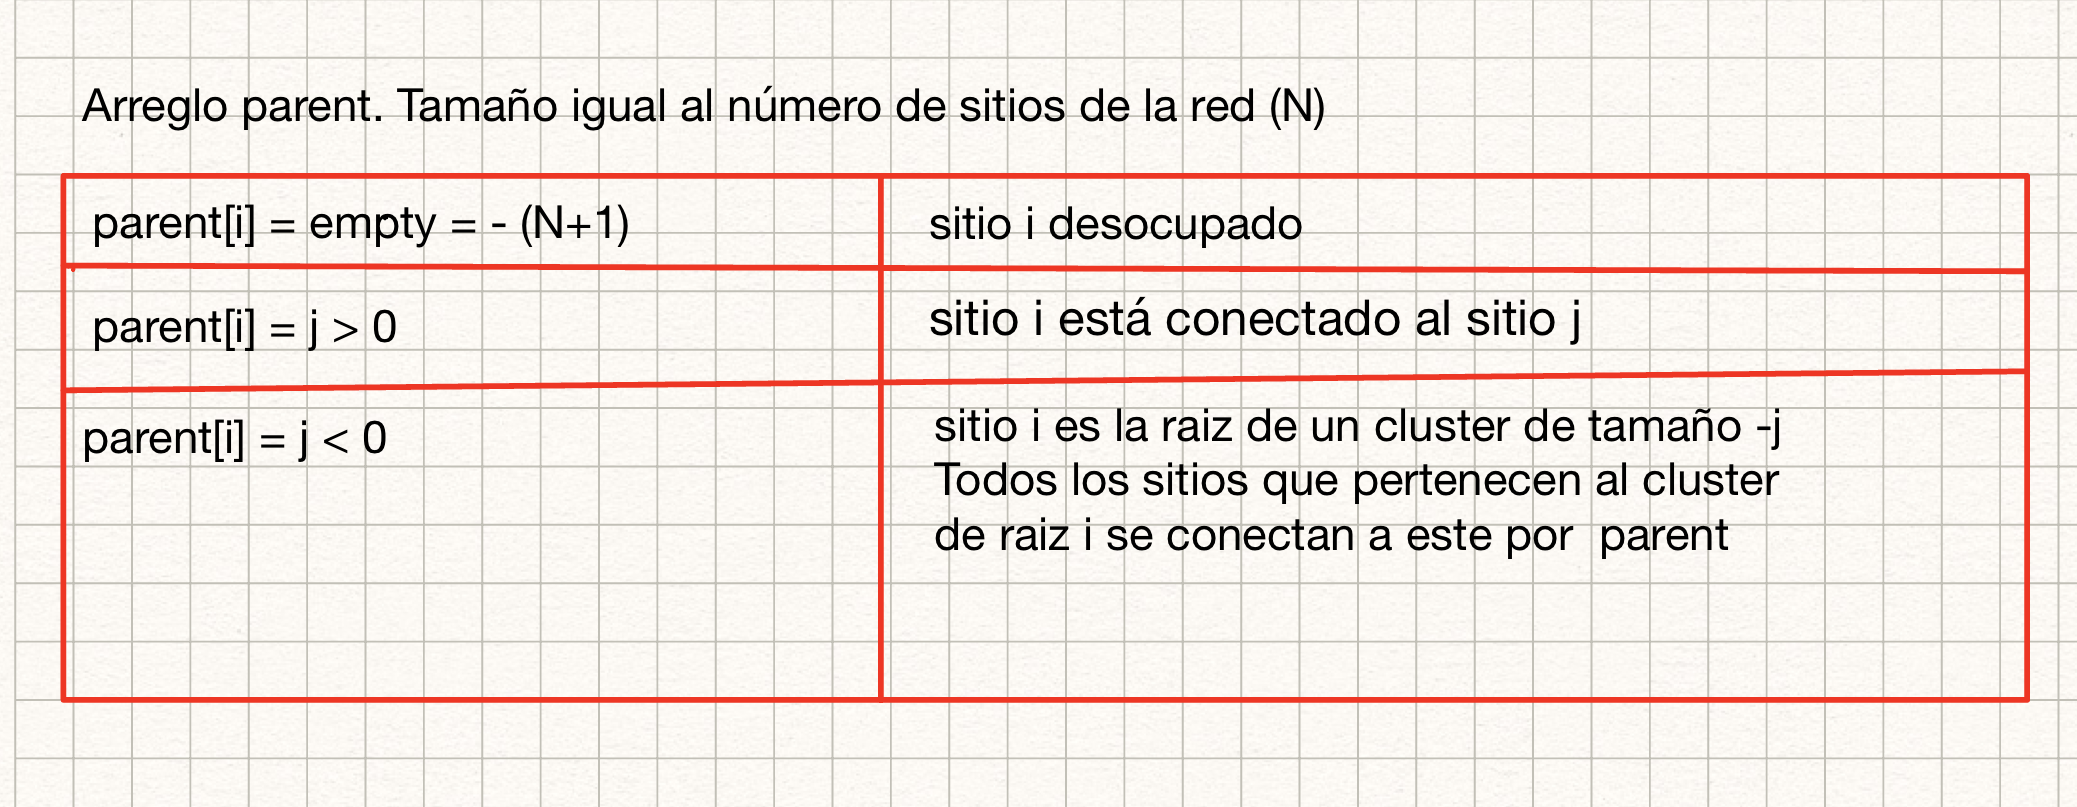 Arreglo parent. Tamaño igual al número de sitios de la red (N)
parent[i] = empty = - (N+1)
sitio i desocupado
parent[i] = j > 0
sitio i está conectado al sitio j
parent[i] = j < 0
sitio i es la raiz de un cluster de tamaño -j
Todos los sitios que pertenecen al cluster
de raiz i se conectan a este por  parent